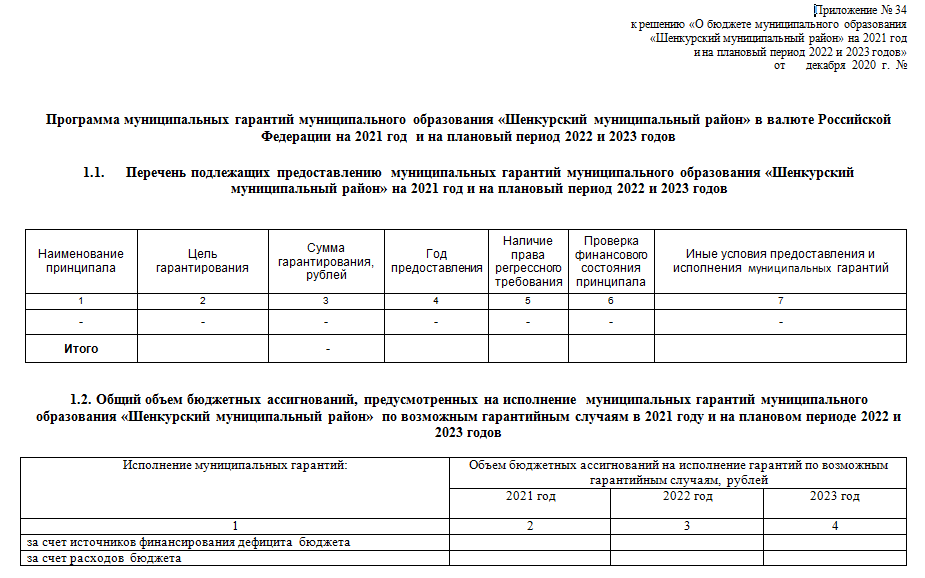 Приложение № 34
к решению «О бюджете муниципального образования
«Шенкурский муниципальный район» на 2021 год
и на плановый период 2022 и 2023 годов»
от декабря 2020 г. №
Программа муниципальных гарантий муниципального образования «Шенкурский муниципальный район» в валюте Российской
Федерации на 2021 год и на плановый период 2022 и 2023 годов
1.1. Перечень подлежащих предоставлению муниципальных гарантий муниципального образования «Шенкурский
муниципальный район» на 2021 год и на плановый период 2022 и 2023 годов
Наименование
принципала
Цель
гарантирования
Сумма
гарантирования,
рублей
Год
предоставления
Наличие
права
регрессного
требования
Проверка
финансового
состояния
принципала
Иные условия предоставления и
исполнения муниципальных гарантий
1 2 3 4 5 6 7
- - - - - - -
Итого -
1.2. Общий объем бюджетных ассигнований, предусмотренных на исполнение муниципальных гарантий муниципального
образования «Шенкурский муниципальный район» по возможным гарантийным случаям в 2021 году и на плановом периоде 2022 и
2023 годов
Исполнение муниципальных гарантий:
Объем бюджетных ассигнований на исполнение гарантий по возможным
гарантийным случаям, рублей
2021 год 2022 год 2023 год
1 2 3 4
за счет источников финансирования дефицита бюджета
за счет расходов бюджета